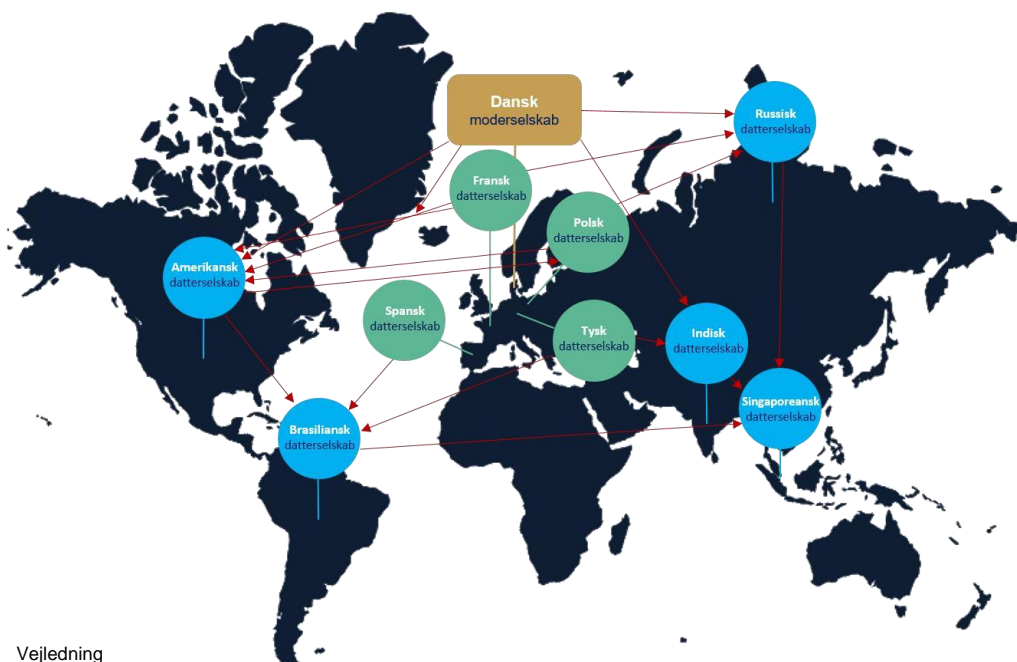 Dansk
moderselskab
Russisk
datterselskab
Fransk
datterselskab
Polsk
datterselskab
Amerikansk
datterselskab
Spansk
datterselskab
Tysk
datterselskab
Indisk
datterselskab
Singaporeansk
datterselskab
Brasiliansk
datterselskab
Vejledning